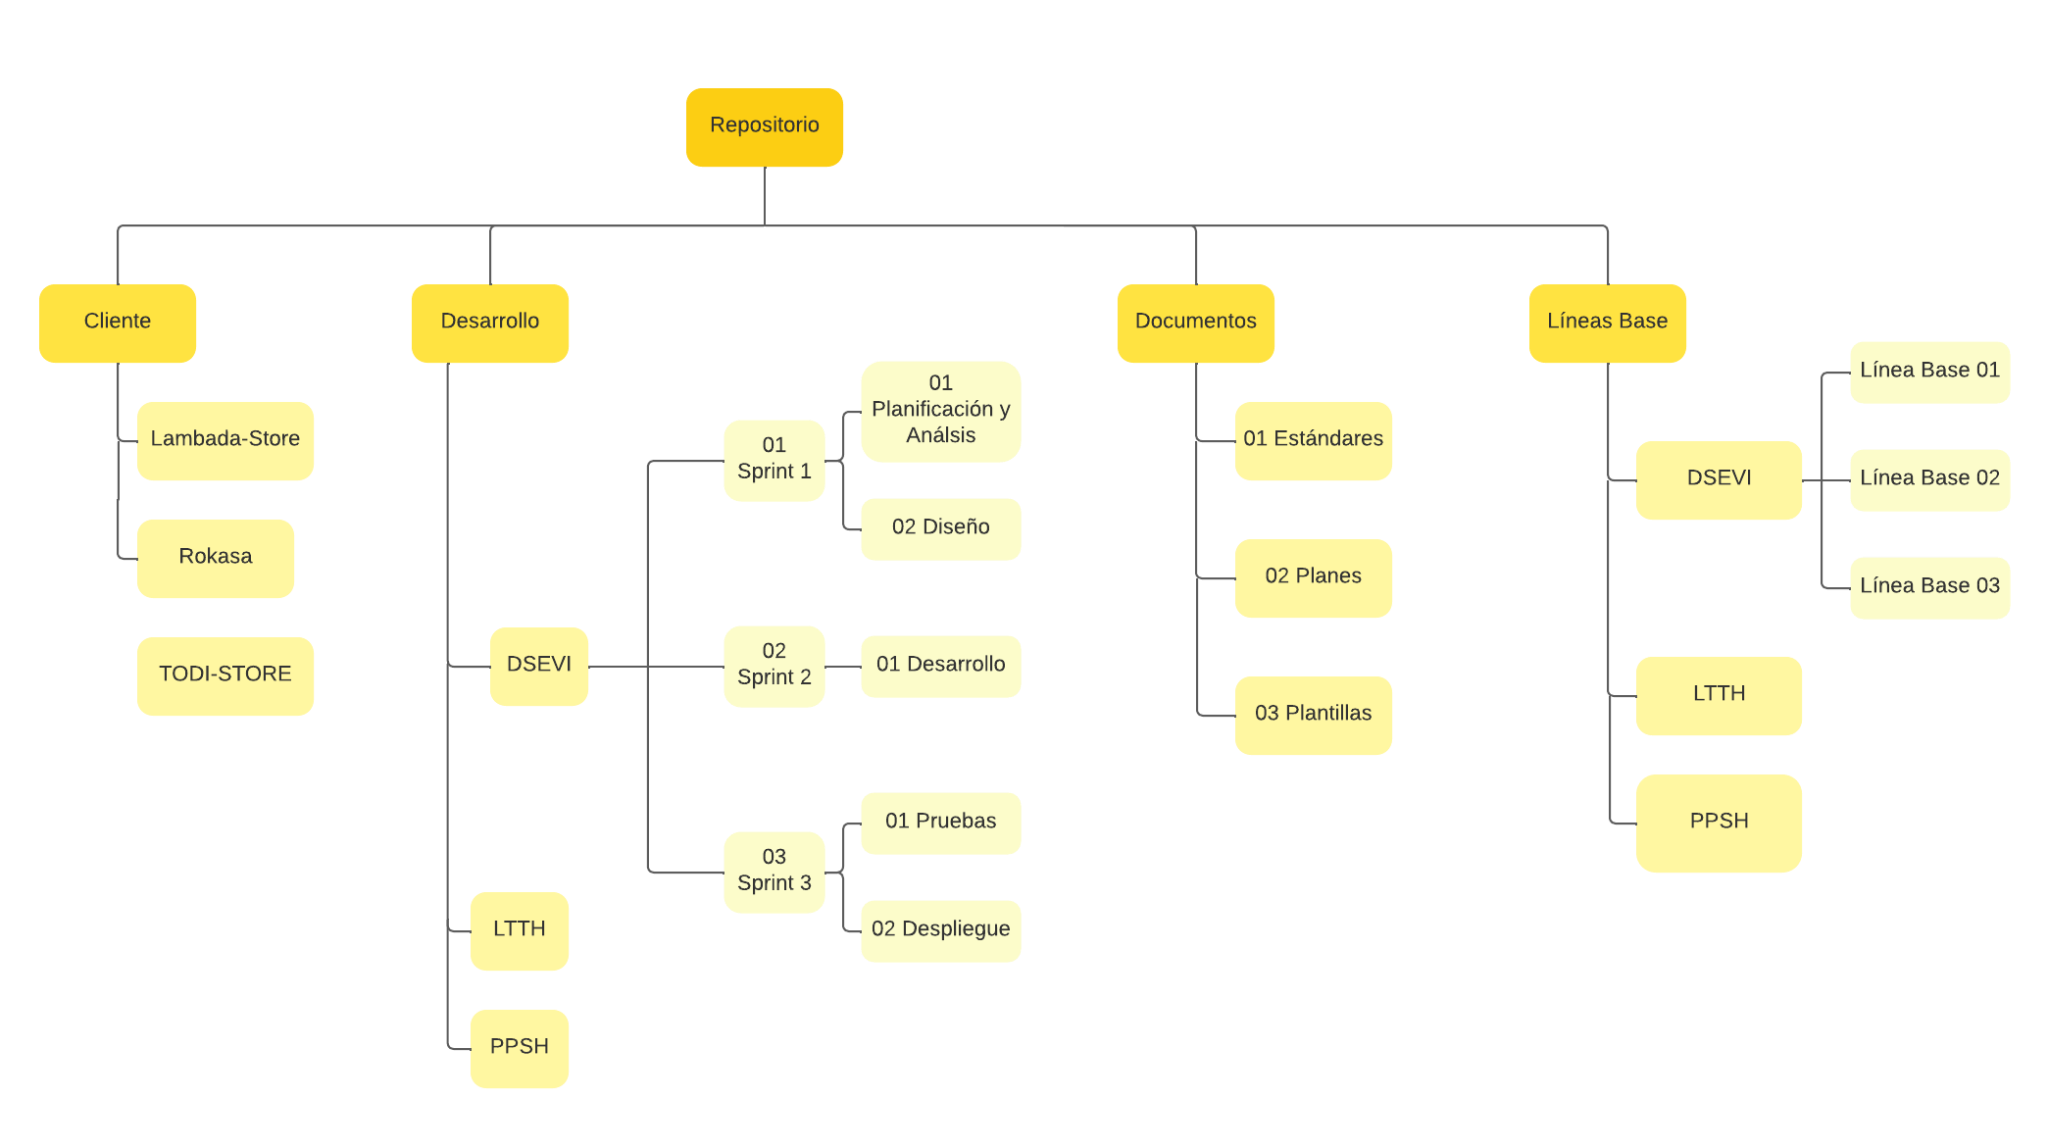 Repositorio
Cliente
Desarrollo
Documentos
Líneas Base
Lambada-Store
Rokasa
TODI-STORE
DSEVI
LTTH
PPSH
01
Sprint 1
02
Sprint 2
03
Sprint 3
01
Planificación y
Análsis
02 Diseño
01 Desarrollo
01 Pruebas
02 Despliegue
01 Estándares
02 Planes
03 Plantillas
DSEVI
LTTH
PPSH
Línea Base 01
Línea Base 02
Línea Base 03